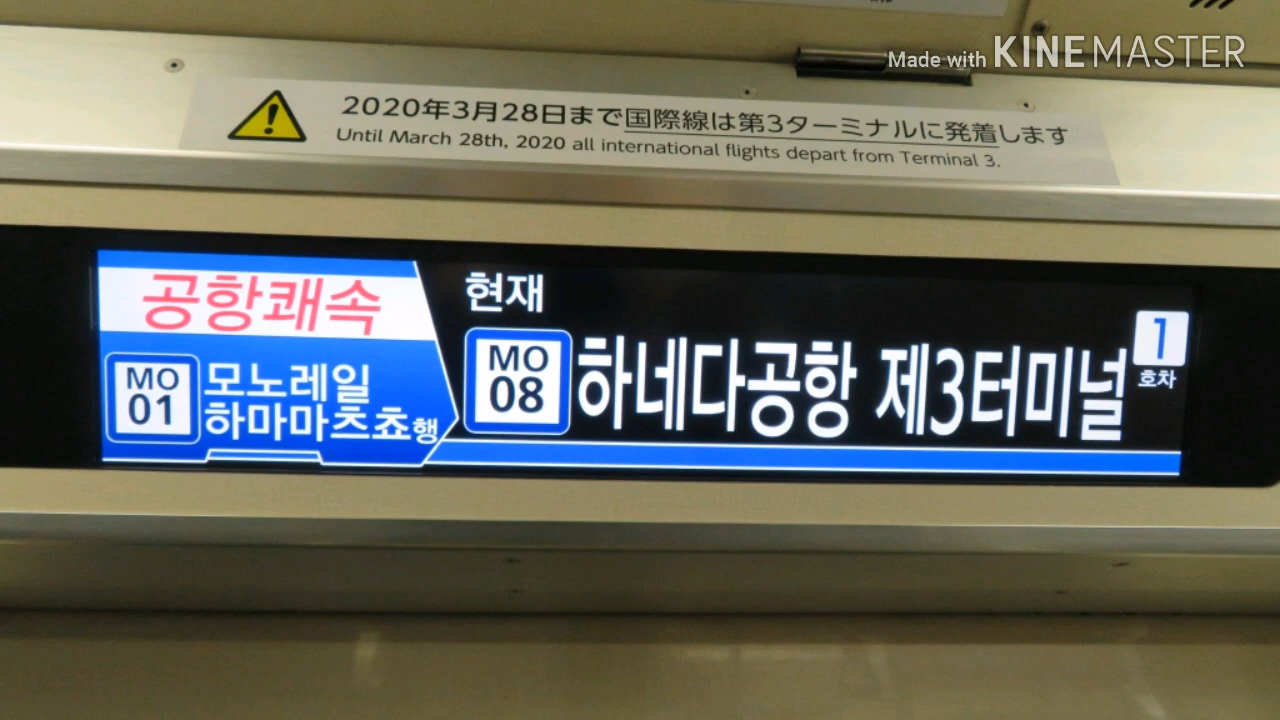 Made with KINEMASTER
2020年3月28日まで国際線は第3ターミナルに発着します
Until March 28th, 2020 all international flights depart from Terminal 3.
공항쾌속
MO
01
모노레일
하마마츠쵸행
현재
MO
08
하네다공항 제3터미널
1
호차